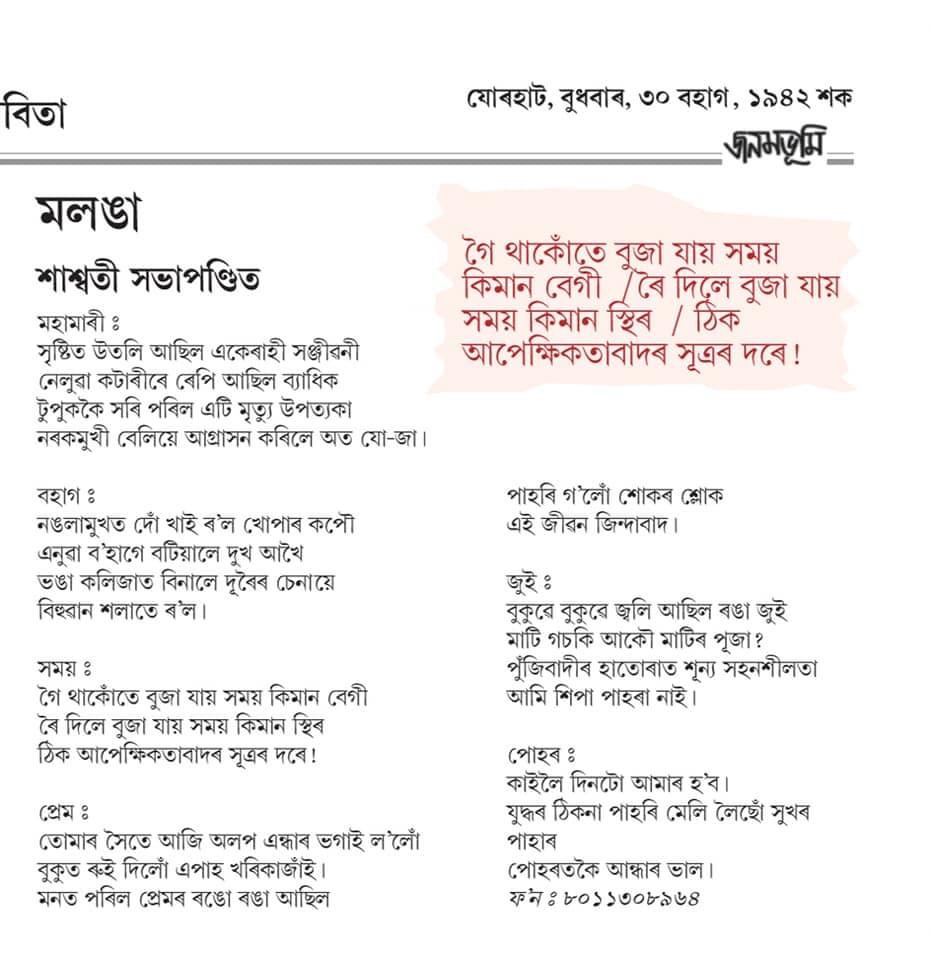 বিতা
যোৰহাট, বুধবাৰ, ৩০ বহাগ, ১৯৪২ শক
জনমভূমি
মলঙা
শাশ্বতী সভাপণ্ডিত
মহামাৰী ঃ
সৃষ্টিত উতলি আছিল একেৰাহী সঞ্জীৱনী
নেলুৱা কটাৰীৰে ৰেপি আছিল ব্যাধিক
টুপুককৈ সৰি পৰিল এটি মৃত্যু উপত্যকা
নৰকমুখী বেলিয়ে আগ্ৰাসন কৰিলে অত যো-জা।
বহাগ ঃ
নঙলামুখত দোঁ খাই ৰ’ল খোপাৰ কপৌ
এনুৱা ব’হাগে বটিয়ালে দুখ আখৈ
ভঙা কলিজাত বিনালে দূৰৈৰ চেনায়ে
বিহুৱান শলাতে ৰ’ল।
সময় ঃ
গৈ থাকোঁতে বুজা যায় সময় কিমান বেগী
ৰৈ দিলে বুজা যায় সময় কিমান স্থিৰ
ঠিক আপেক্ষিকতাবাদৰ সূত্ৰৰ দৰে!
প্ৰেম ঃ
তোমাৰ সৈতে আজি অলপ এন্ধাৰ ভগাই ল’লোঁ
বুকুত ৰুই দিলোঁ এপাহ খৰিকাজাঁই।
মনত পৰিল প্ৰেমৰ ৰঙো ৰঙা আছিল
গৈ থাকোঁতে বুজা যায় সময়
কিমান বেগী / ৰৈ দিলে বুজা যায়
সময় কিমান স্থিৰ / ঠিক
আপেক্ষিকতাবাদৰ সূত্ৰৰ দৰে!
পাহৰি গ’লোঁ শোকৰ শ্লোক
এই জীৱন জিন্দাবাদ।
জুই ঃ
বুকুৱে বুকুৱে জ্বলি আছিল ৰঙা জুই
মাটি গচকি আকৌ মাটিৰ পূজা?
পুঁজিবাদীৰ হাতোৰাত শূন্য সহনশীলতা
আমি শিপা পাহৰা নাই।
পোহৰ ঃ
কাইলৈ দিনটো আমাৰ হ’ব।
যুদ্ধৰ ঠিকনা পাহৰি মেলি লৈছোঁ সুখৰ
পাহাৰ
পোহৰতকৈ আন্ধাৰ ভাল।
ফ’ন ঃ ৮০১১৩০৮৯৬৪